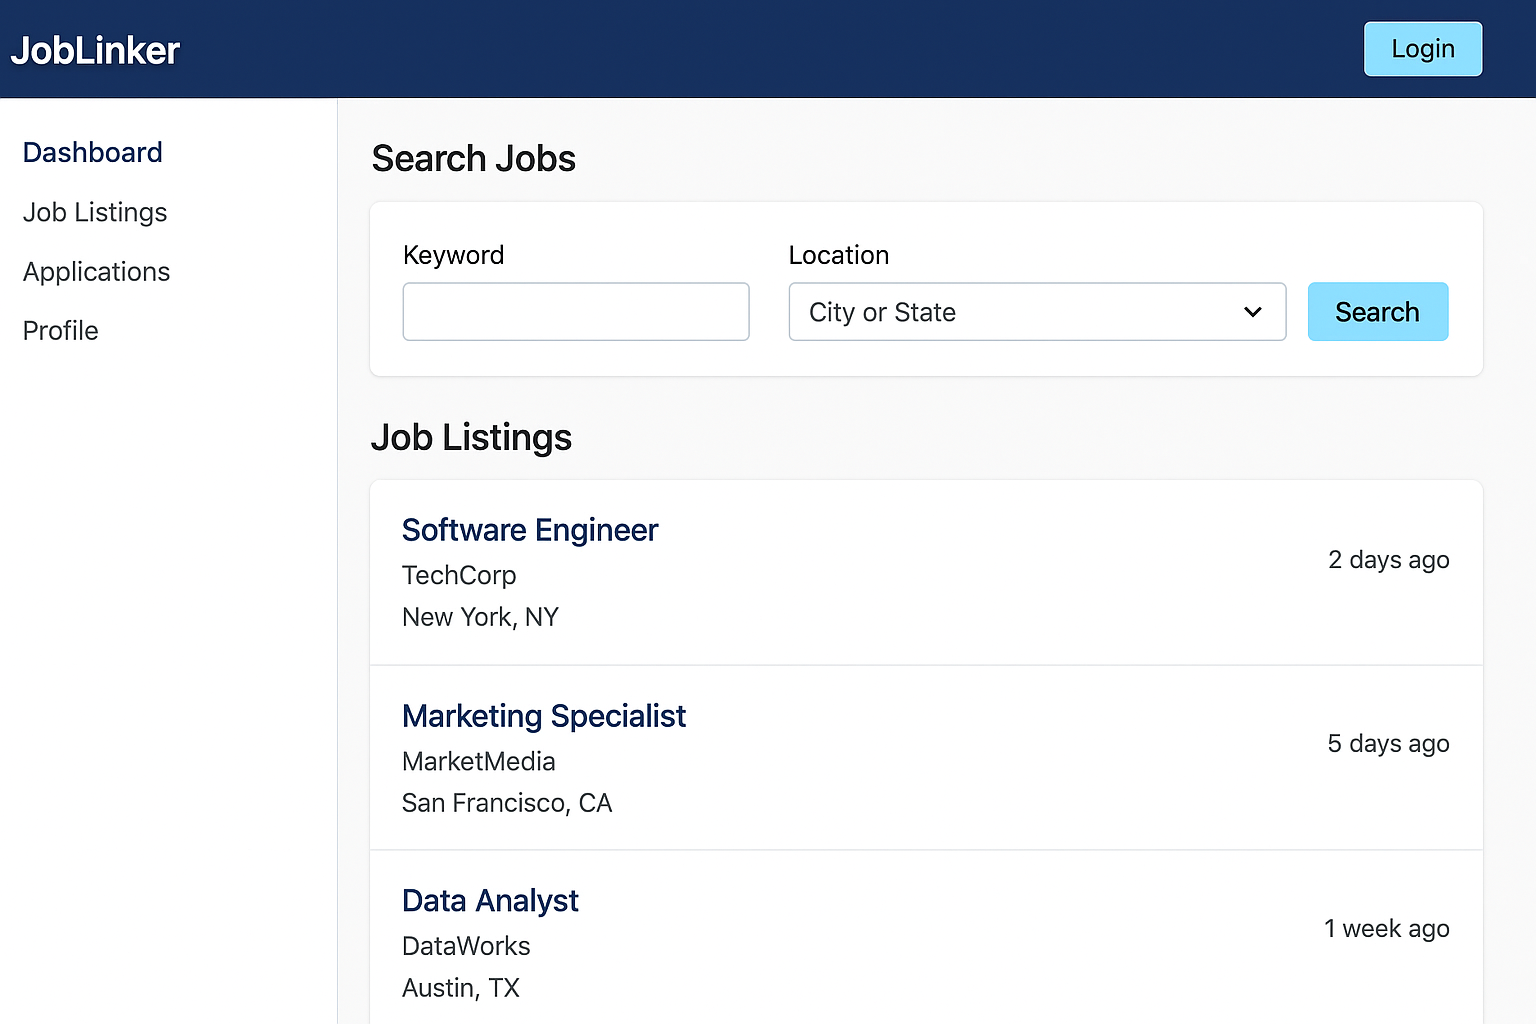 JobLinker
Login
Dashboard
Job Listings
Applications
Profile
Search Jobs
Keyword
Location
City or State
Search
Job Listings
Software Engineer
TechCorp
New York, NY
2 days ago
Marketing Specialist
MarketMedia
San Francisco, CA
5 days ago
Data Analyst
DataWorks
Austin, TX
1 week ago